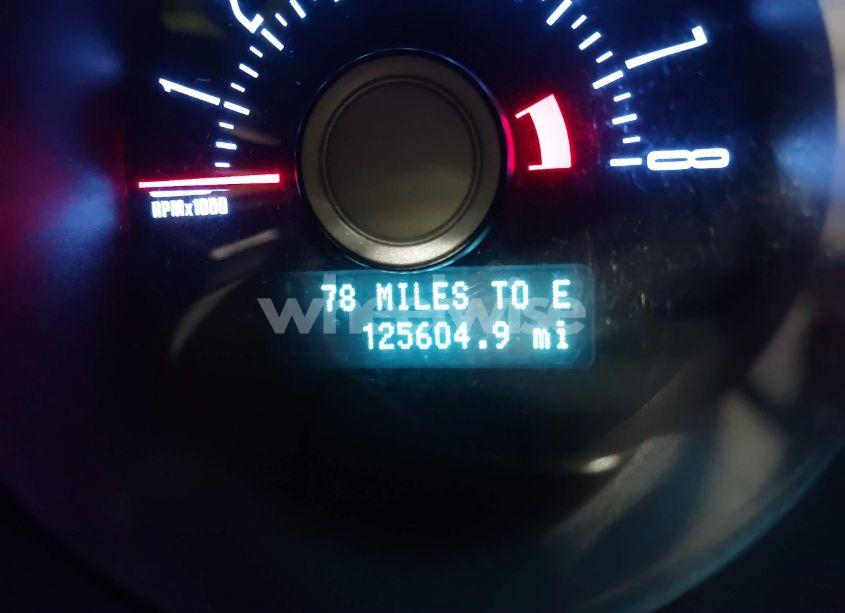 1
7
8
RPMx1000
78 MILES TO E
wheelwise
125604.9 mi